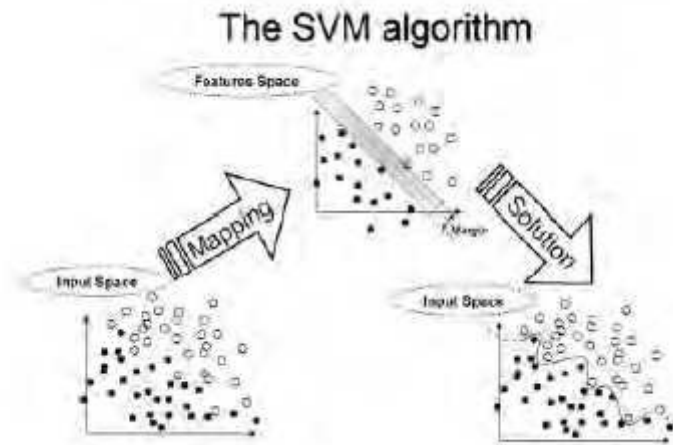 The SVM algorithm
Features Space
Mapping
Margin
Solution
Input Space
Input Space